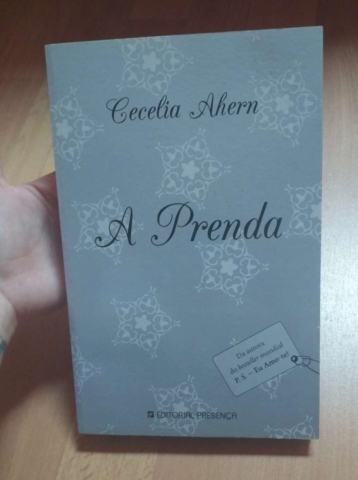 Cecelia Ahern
A Prenda
Da autora
do bestseller mundial
P. S. – Eu Amo-te!
EDITORIAL PRESENÇA